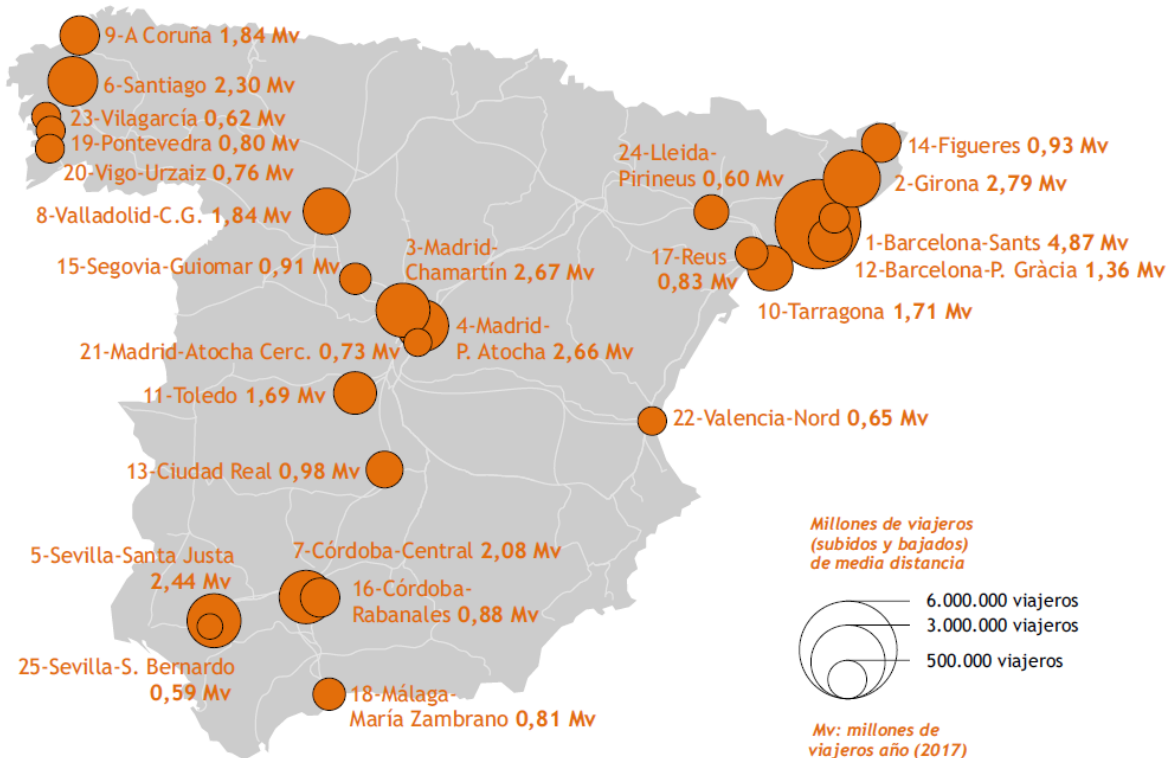 9-A Coruña 1,84 Mv
6-Santiago 2,30 Mv
23-Vilagarcía 0,62 Mv
19-Pontevedra 0,80 Mv
20-Vigo-Urzaiz 0,76 Mv
8-Valladolid-C.G. 1,84 Mv
15-Segovia-Guiomar 0,91 Mv
3-Madrid-
Chamartín 2,67 Mv
4-Madrid-
P. Atocha 2,66 Mv
21-Madrid-Atocha Cerc. 0,73 Mv
11-Toledo 1,69 Mv
13-Ciudad Real 0,98 Mv
24-Lleida-
Pirineus 0,60 Mv
14-Figueres 0,93 Mv
2-Girona 2,79 Mv
1-Barcelona-Sants 4,87 Mv
12-Barcelona-P. Gràcia 1,36 Mv
17-Reus
0,83 Mv
10-Tarragona 1,71 Mv
22-Valencia-Nord 0,65 Mv
5-Sevilla-Santa Justa
2,44 Mv
7-Córdoba-Central 2,08 Mv
16-Córdoba-
Rabanales 0,88 Mv
25-Sevilla-S. Bernardo
0,59 Mv
18-Málaga-
María Zambrano 0,81 Mv
Millones de viajeros
(subidos y bajados)
de media distancia
6.000.000 viajeros
3.000.000 viajeros
500.000 viajeros
Mv: millones de
viajeros año (2017)